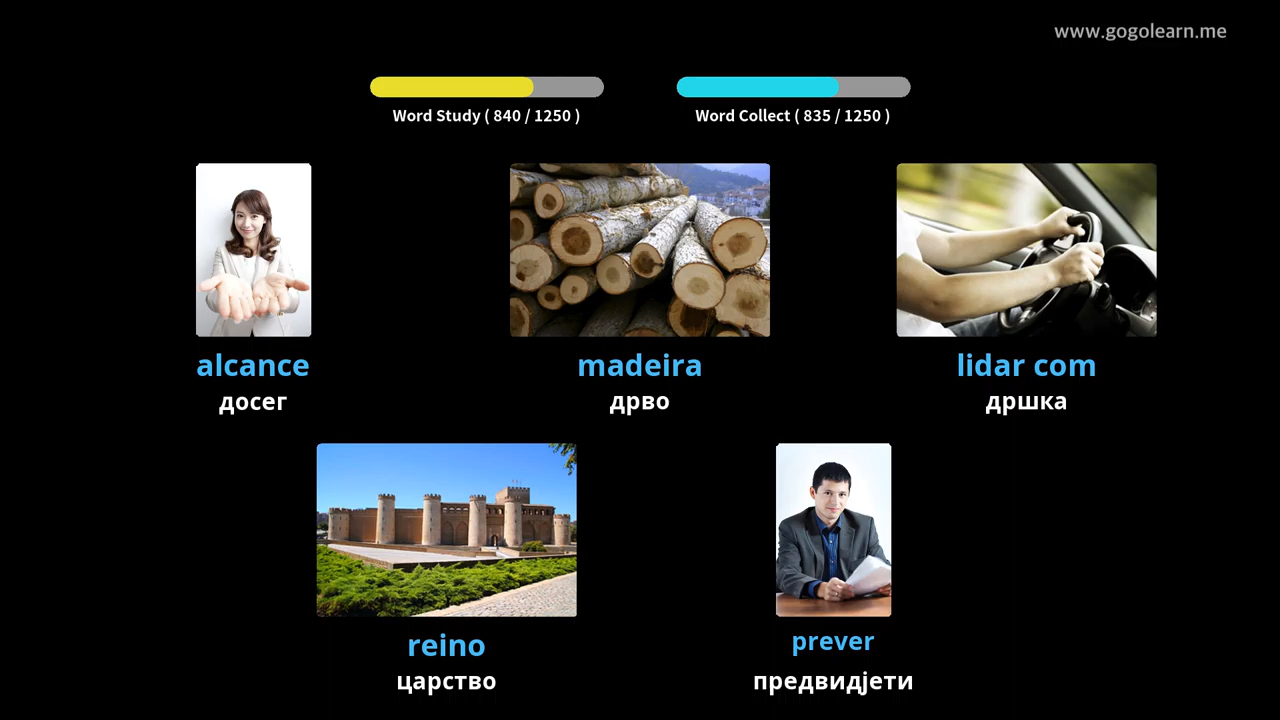 www.gogolearn.me
Word Study ( 840 / 1250 )
Word Collect ( 835 / 1250 )
alcance
досег
madeira
дрво
lidar com
дршка
reino
царство
prever
предвидјети